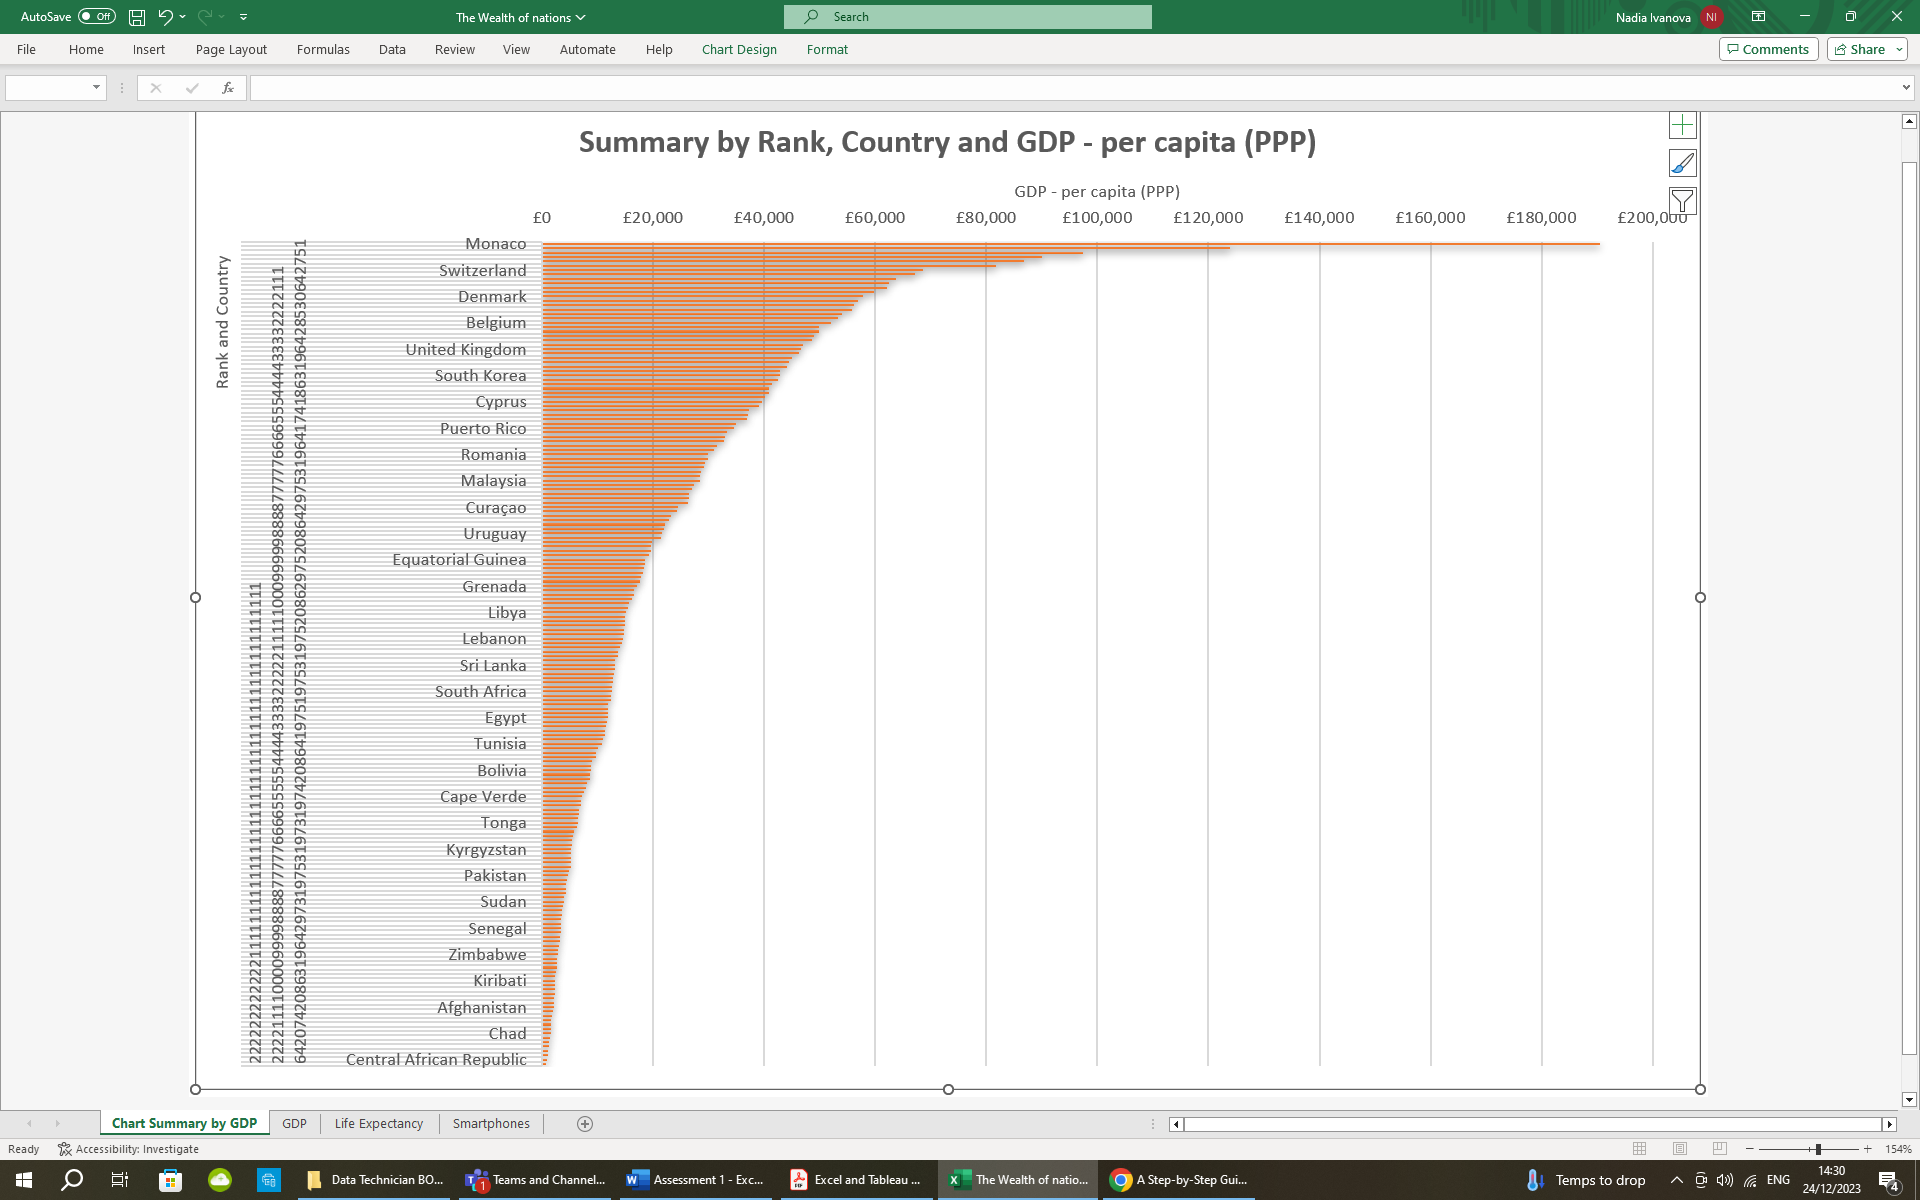 AutoSave Off The Wealth of nations Search Nadia Ivanova NI
File Home Insert Page Layout Formulas Data Review View Automate Help Chart Design Format Comments Share
fx
Summary by Rank, Country and GDP - per capita (PPP)
GDP - per capita (PPP)
£0 £20,000 £40,000 £60,000 £80,000 £100,000 £120,000 £140,000 £160,000 £180,000 £200,000
Rank and Country
Monaco
Switzerland
Denmark
Belgium
United Kingdom
South Korea
Cyprus
Puerto Rico
Romania
Malaysia
Curaçao
Uruguay
Equatorial Guinea
Grenada
Libya
Lebanon
Sri Lanka
South Africa
Egypt
Tunisia
Bolivia
Cape Verde
Tonga
Kyrgyzstan
Pakistan
Sudan
Senegal
Zimbabwe
Kiribati
Afghanistan
Chad
Central African Republic
Chart Summary by GDP GDP Life Expectancy Smartphones
Ready Accessibility: Investigate 154%
Data Technician BO... Teams and Channel... Assessment 1 - Exc... Excel and Tableau ... The Wealth of natio... A Step-by-Step Gui... Temps to drop ENG 14:30
24/12/2023 4